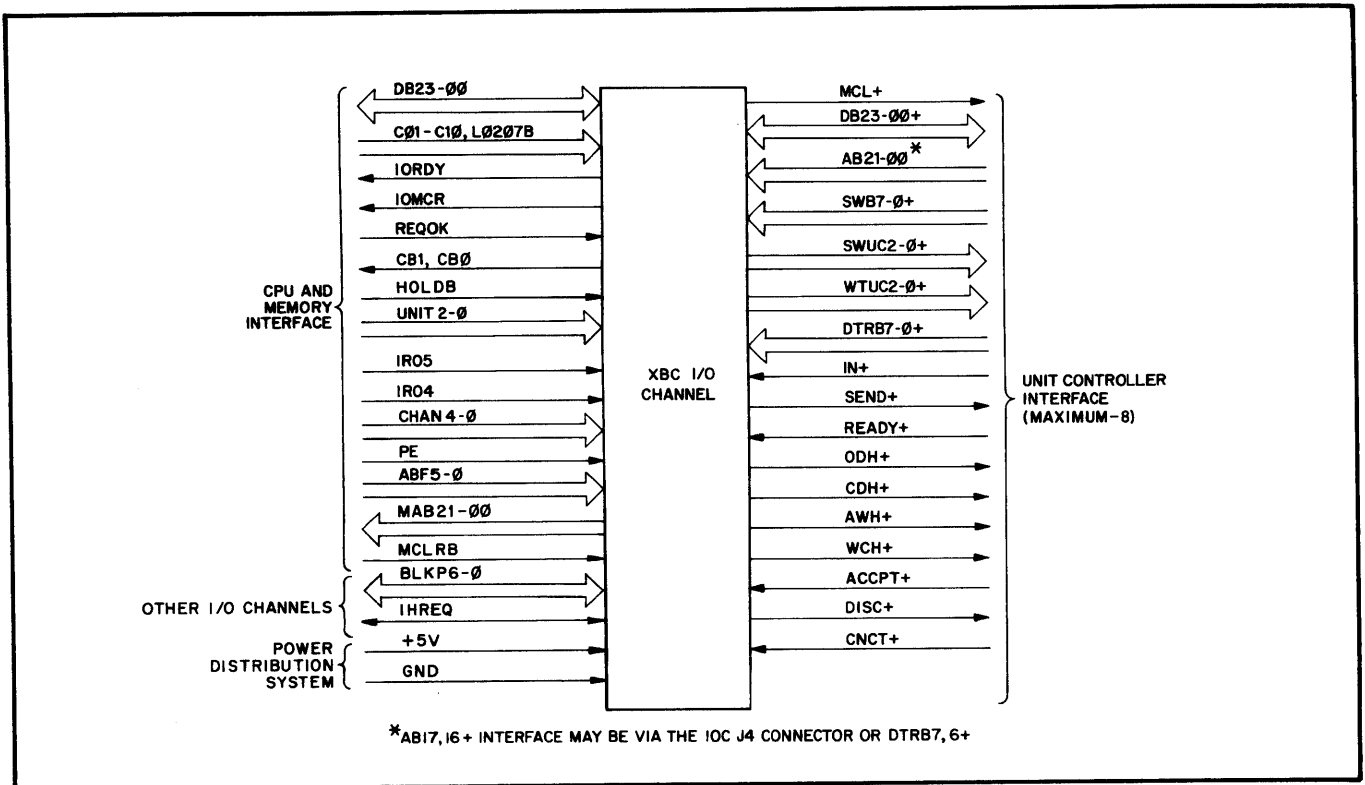 DB23-ØØ
CØ1-C1Ø, LØ207B
IORDY
IOMCR
REQOK
CB1, CBØ
HOLDB
UNIT 2-Ø
IRO5
IRO4
CHAN 4-Ø
PE
ABF5-Ø
MAB21-ØØ
MCLRB
BLKP6-Ø
IHREQ
+5V
GND
CPU AND
MEMORY
INTERFACE
OTHER I/O CHANNELS
POWER
DISTRIBUTION
SYSTEM
XBC I/O
CHANNEL
MCL+
DB23-ØØ+
AB21-ØØ*
SWB7-Ø+
SWUC2-Ø+
WTUC2-Ø+
DTRB7-Ø+
IN+
SEND+
READY+
ODH+
CDH+
AWH+
WCH+
ACCPT+
DISC+
CNCT+
UNIT CONTROLLER
INTERFACE
(MAXIMUM-8)
*AB17,16+ INTERFACE MAY BE VIA THE IOC J4 CONNECTOR OR DTRB7,6+